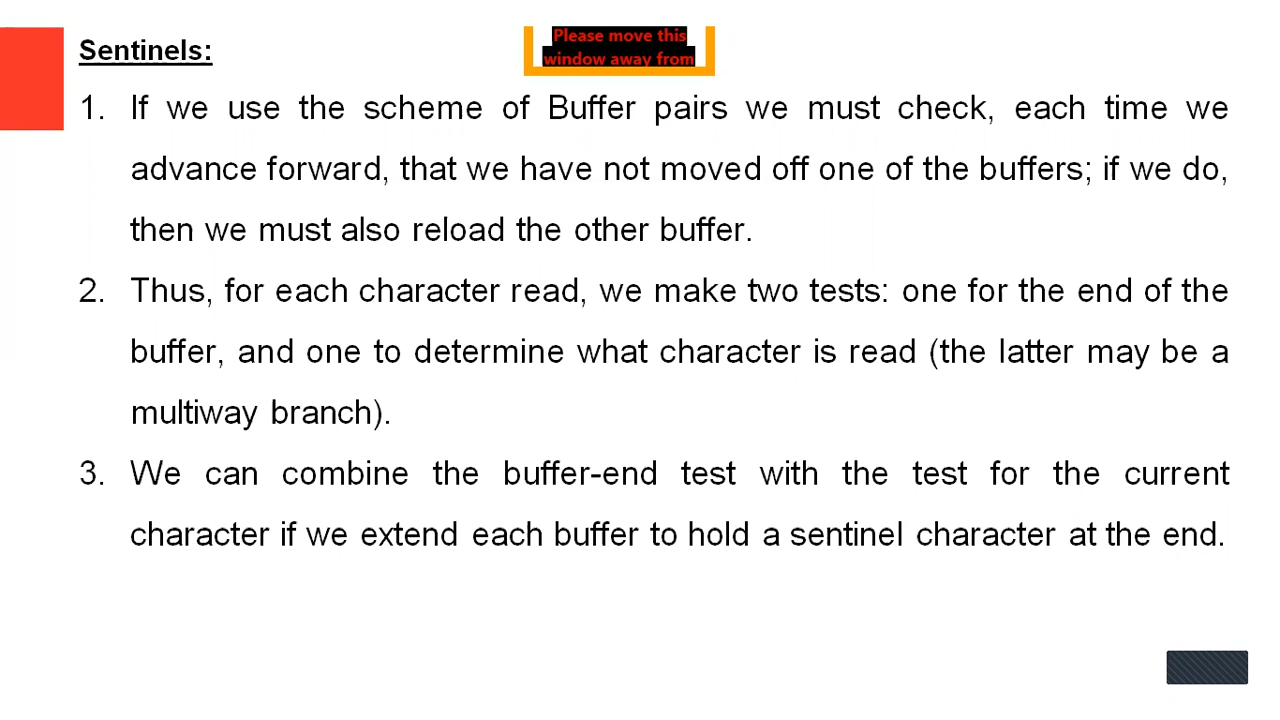 Sentinels:
Please move this
window away from
1. If we use the scheme of Buffer pairs we must check, each time we
advance forward, that we have not moved off one of the buffers; if we do,
then we must also reload the other buffer.
2. Thus, for each character read, we make two tests: one for the end of the
buffer, and one to determine what character is read (the latter may be a
multiway branch).
3. We can combine the buffer-end test with the test for the current
character if we extend each buffer to hold a sentinel character at the end.